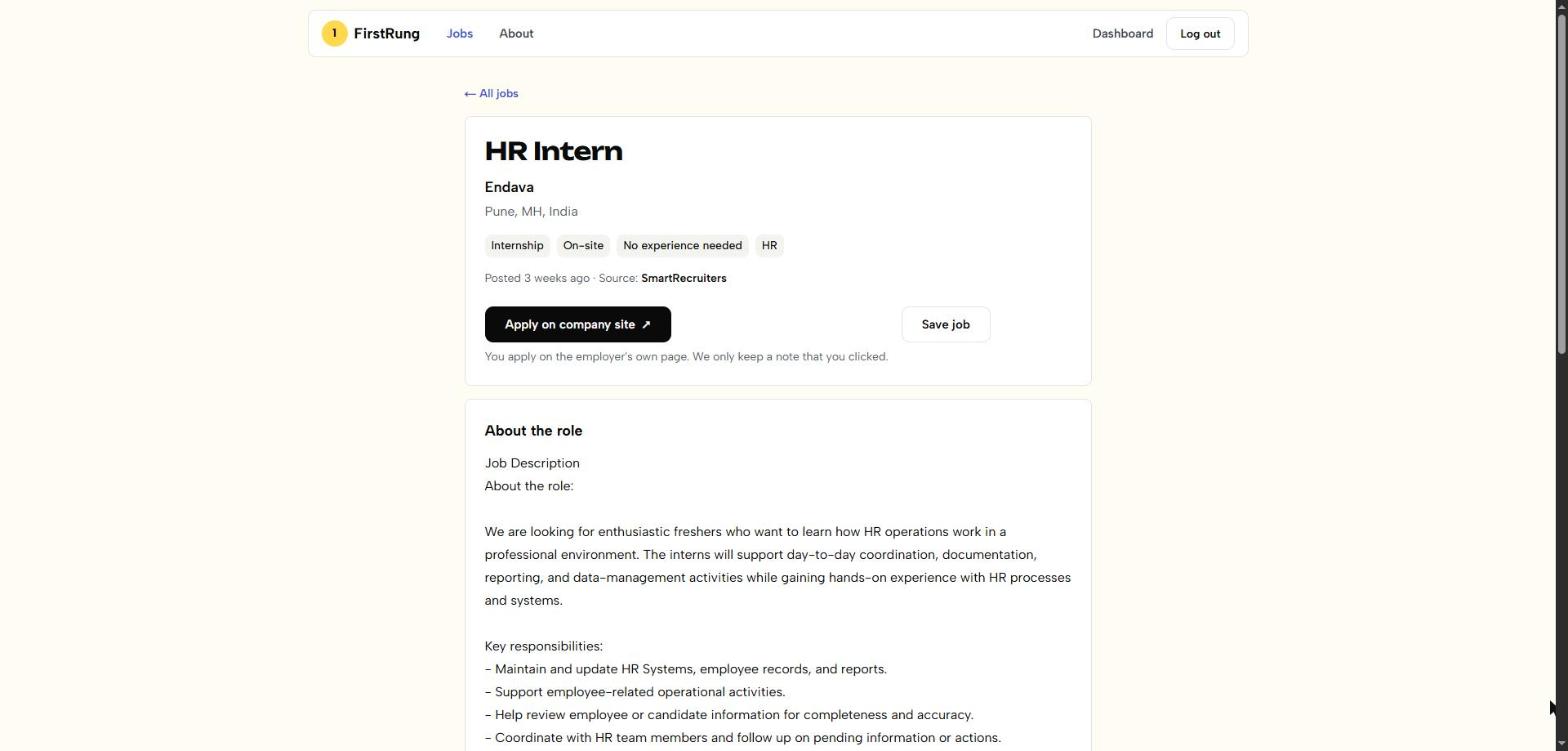 1 FirstRung Jobs About Dashboard Log out
← All jobs
HR Intern
Endava
Pune, MH, India
Internship On-site No experience needed HR
Posted 3 weeks ago · Source: SmartRecruiters
Apply on company site ↗ Save job
You apply on the employer's own page. We only keep a note that you clicked.
About the role
Job Description
About the role:
We are looking for enthusiastic freshers who want to learn how HR operations work in a
professional environment. The interns will support day-to-day coordination, documentation,
reporting, and data-management activities while gaining hands-on experience with HR processes
and systems.
Key responsibilities:
- Maintain and update HR Systems, employee records, and reports.
- Support employee-related operational activities.
- Help review employee or candidate information for completeness and accuracy.
- Coordinate with HR team members and follow up on pending information or actions.